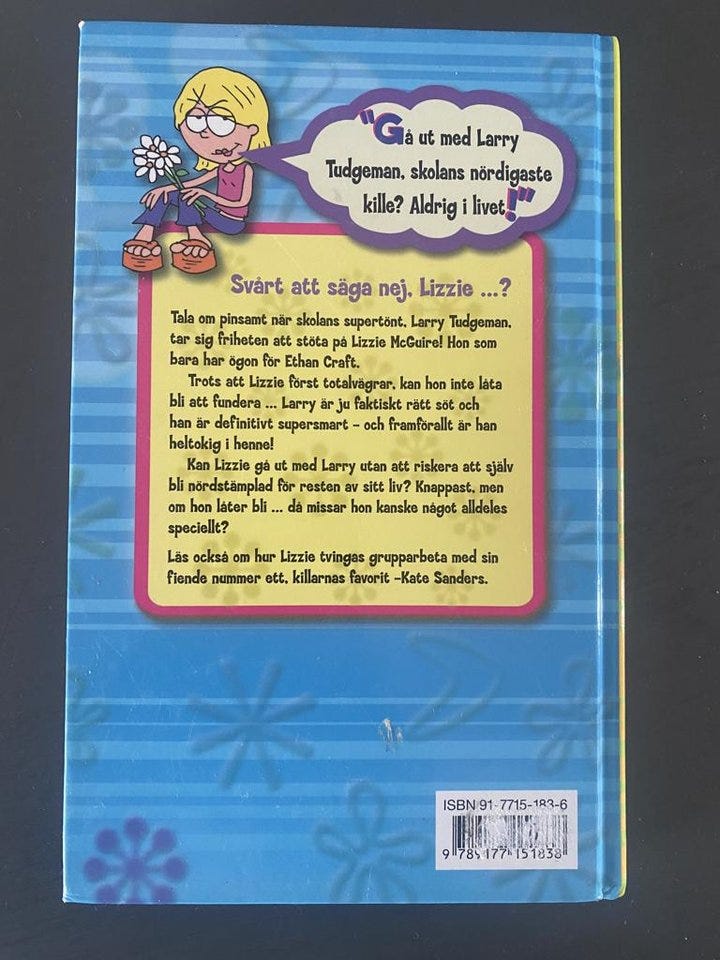 "Gå ut med Larry
Tudgeman, skolans nördigaste
kille? Aldrig i livet!"
Svårt att säga nej, Lizzie ...?
Tala om pinsamt när skolans supertönt, Larry Tudgeman,
tar sig friheten att stöta på Lizzie McGuire! Hon som
bara har ögon för Ethan Craft.
Trots att Lizzie först totalvägrar, kan hon inte låta
bli att fundera ... Larry är ju faktiskt rätt söt och
han är definitivt supersmart – och framförallt är han
heltokig i henne!
Kan Lizzie gå ut med Larry utan att riskera att själv
bli nördstämplad för resten av sitt liv? Knappast, men
om hon låter bli ... då missar hon kanske något alldeles
speciellt?
Läs också om hur Lizzie tvingas grupparbeta med sin
fiende nummer ett, killarnas favorit –Kate Sanders.
ISBN 91-7715-183-6
9 789177 151838